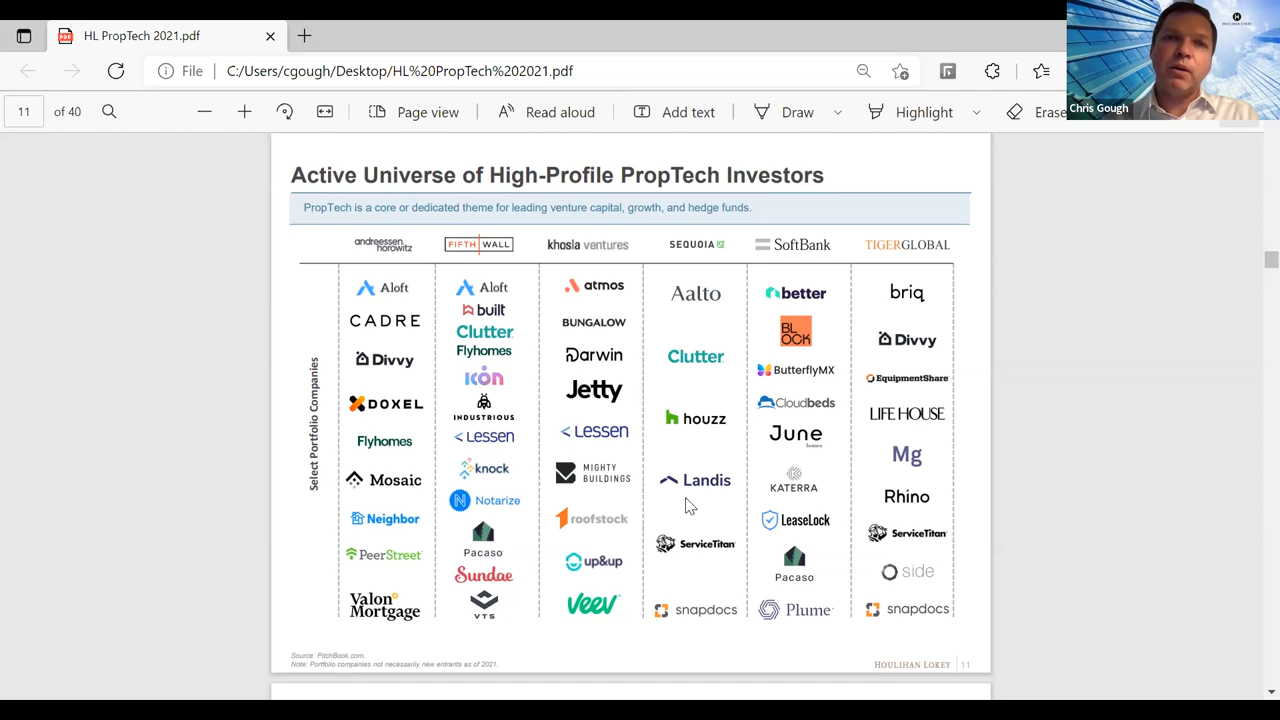 HL PropTech 2021.pdf
HOULIHAN LOKEY
File C:/Users/cgough/Desktop/HL%20PropTech%202021.pdf
Chris Gough
11 of 40 Page view Read aloud Add text Draw Highlight Erase
Active Universe of High-Profile PropTech Investors
PropTech is a core or dedicated theme for leading venture capital, growth, and hedge funds.
andreessen. horowitz
FIFTH WALL
khosla ventures
SEQUOIA
SoftBank
TIGERGLOBAL
Select Portfolio Companies
Aloft
CADRE
Divvy
DOXEL
Flyhomes
Mosaic
Neighbor
PeerStreet
Valon
Mortgage
Aloft
built
Clutter
Flyhomes
ICON
INDUSTRIOUS
LESSEN
knock
Notarize
PACASO
Sundae
VTS
atmos
BUNGALOW
Darwin
Jetty
LESSEN
MIGHTY
BUILDINGS
roofstock
up&up
veev
Aalto
Clutter
houzz
Landis
ServiceTitan
snapdocs
better
BL
OCK
ButterflyMX
Cloudbeds
June
homes
KATERRA
LeaseLock
PACASO
Plume
briq
Divvy
EquipmentShare
LIFE HOUSE
Mg
Rhino
ServiceTitan
side
snapdocs
Source: PitchBook.com.
Note: Portfolio companies not necessarily new entrants as of 2021.
HOULIHAN LOKEY 11